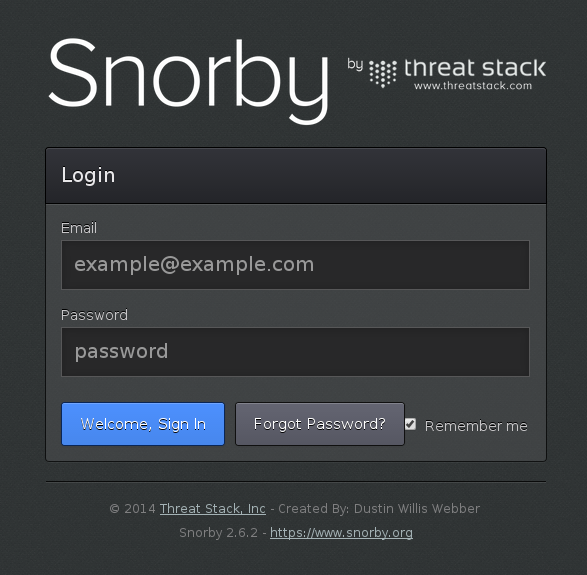 Snorby by threat stack
www.threatstack.com
Login
Email
example@example.com
Password
password
Welcome, Sign In Forgot Password? Remember me
© 2014 Threat Stack, Inc - Created By: Dustin Willis Webber
Snorby 2.6.2 - https://www.snorby.org